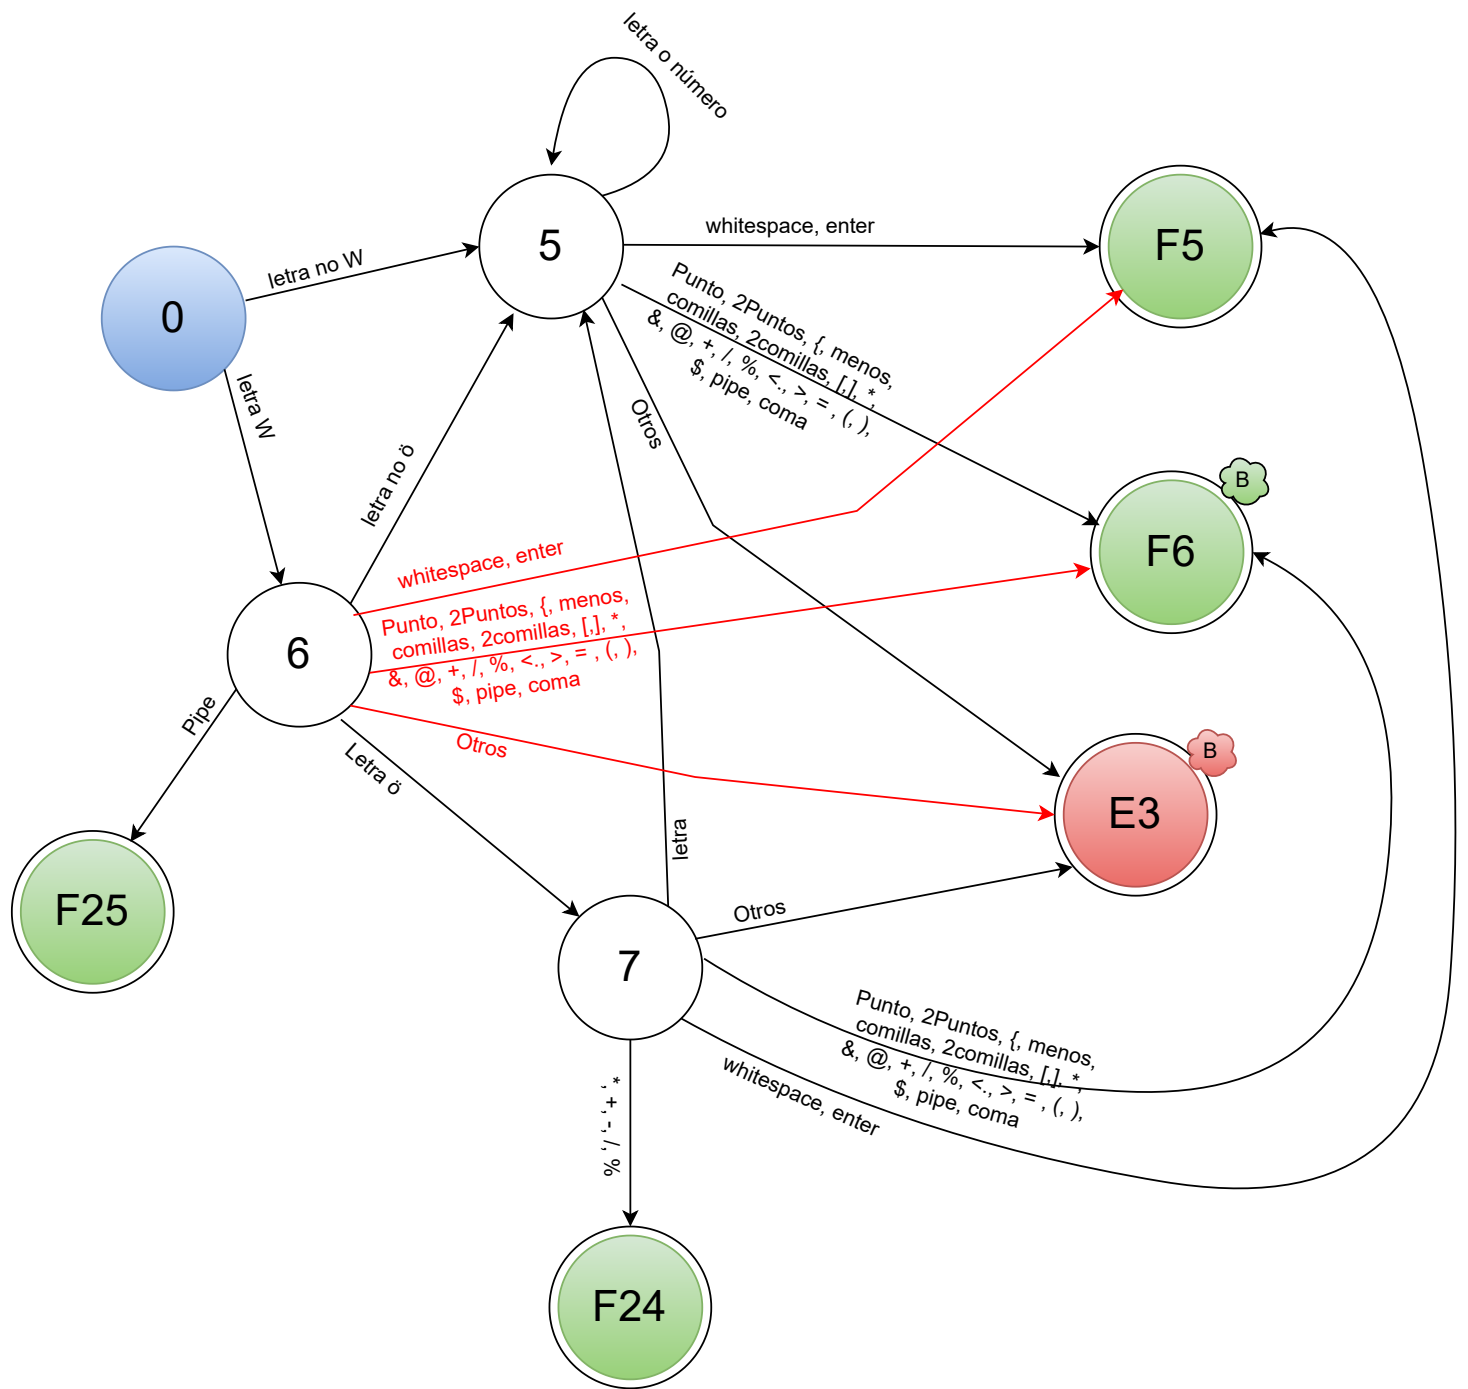 letra o número
5
whitespace, enter
F5
letra no W
0
Punto, 2Puntos, {, menos,
comillas, 2comillas, [,], *,
&, @, +, /, %, <., >, = , (, ),
$, pipe, coma
letra W
Otros
letra no ö
B
F6
whitespace, enter
Punto, 2Puntos, {, menos,
comillas, 2comillas, [,], *,
&, @, +, /, %, <., >, = , (, ),
$, pipe, coma
6
Pipe
Otros
Letra ö
B
E3
letra
F25
Otros
7
Punto, 2Puntos, {, menos,
comillas, 2comillas, [,], *,
&, @, +, /, %, <., >, = , (, ),
$, pipe, coma
whitespace, enter
*, +, -, /, %
F24